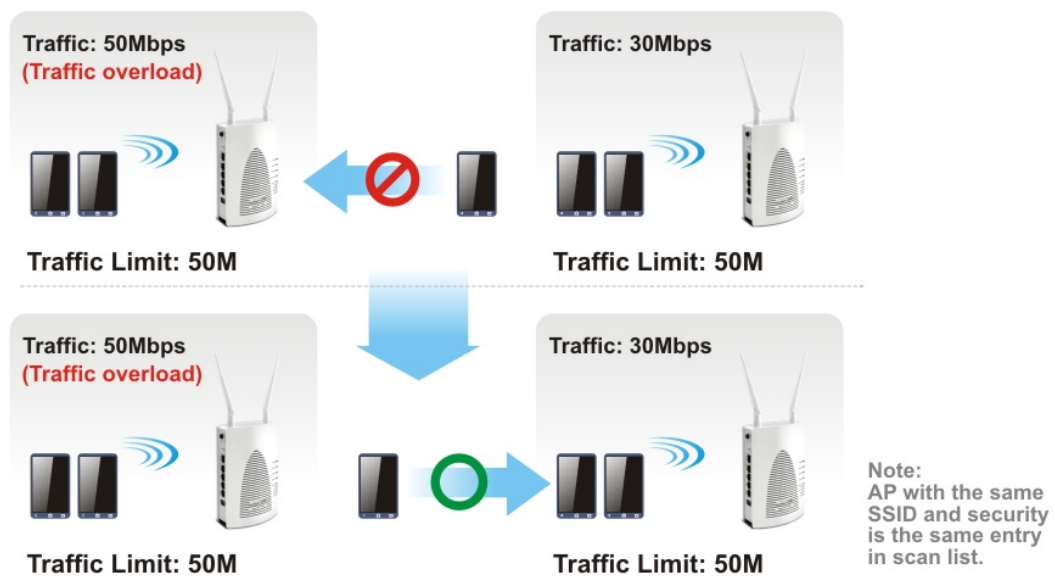 Traffic: 50Mbps
(Traffic overload)
Traffic: 30Mbps
Traffic Limit: 50M
Traffic Limit: 50M
Traffic: 50Mbps
(Traffic overload)
Traffic: 30Mbps
Traffic Limit: 50M
Traffic Limit: 50M
Note:
AP with the same
SSID and security
is the same entry
in scan list.